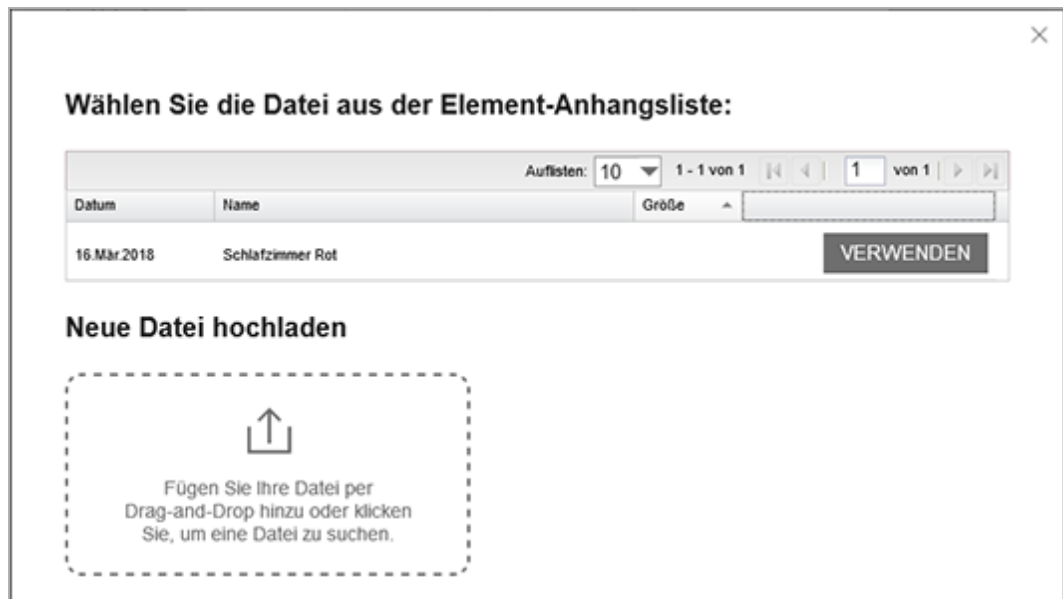 Wählen Sie die Datei aus der Element-Anhangsliste:
Auflisten: 10 1 - 1 von 1 1 von 1
Datum Name Größe
16.Mär.2018 Schlafzimmer Rot VERWENDEN
Neue Datei hochladen
Fügen Sie Ihre Datei per
Drag-and-Drop hinzu oder klicken
Sie, um eine Datei zu suchen.